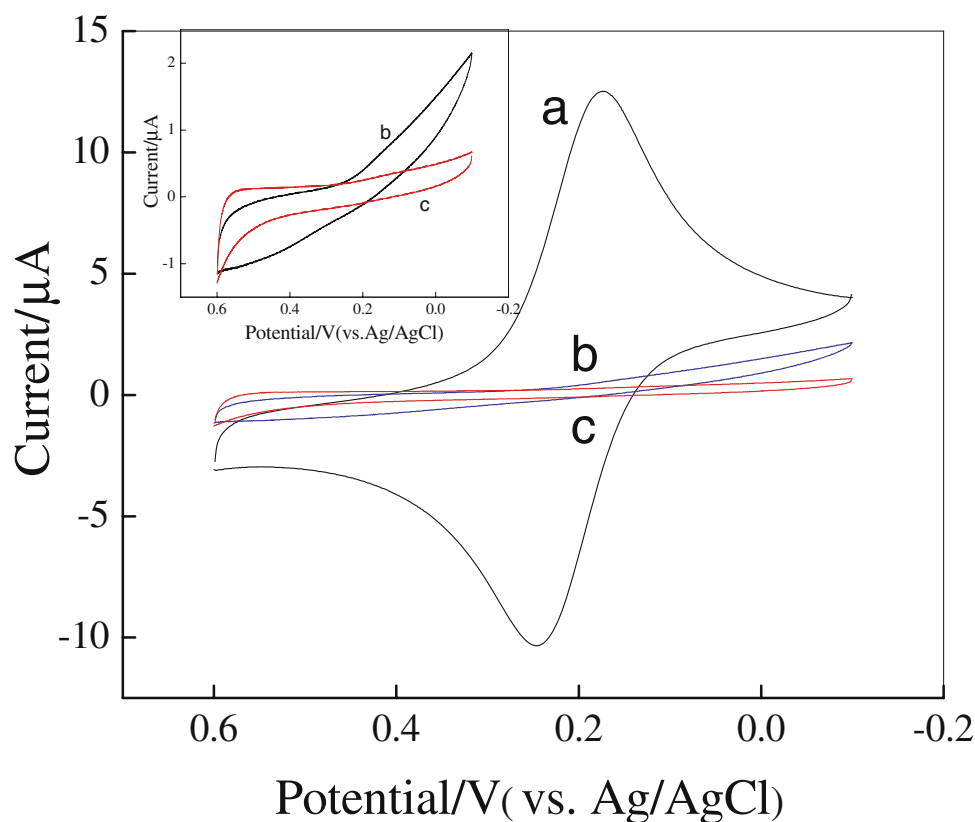 15
10
5
0
-5
-10
Current/μA
0.6
0.4
0.2
0.0
-0.2
Potential/V( vs. Ag/AgCl)
a
b
c
2
1
0
-1
Current/μA
0.6
0.4
0.2
0.0
-0.2
Potential/V(vs.Ag/AgCl)
b
c